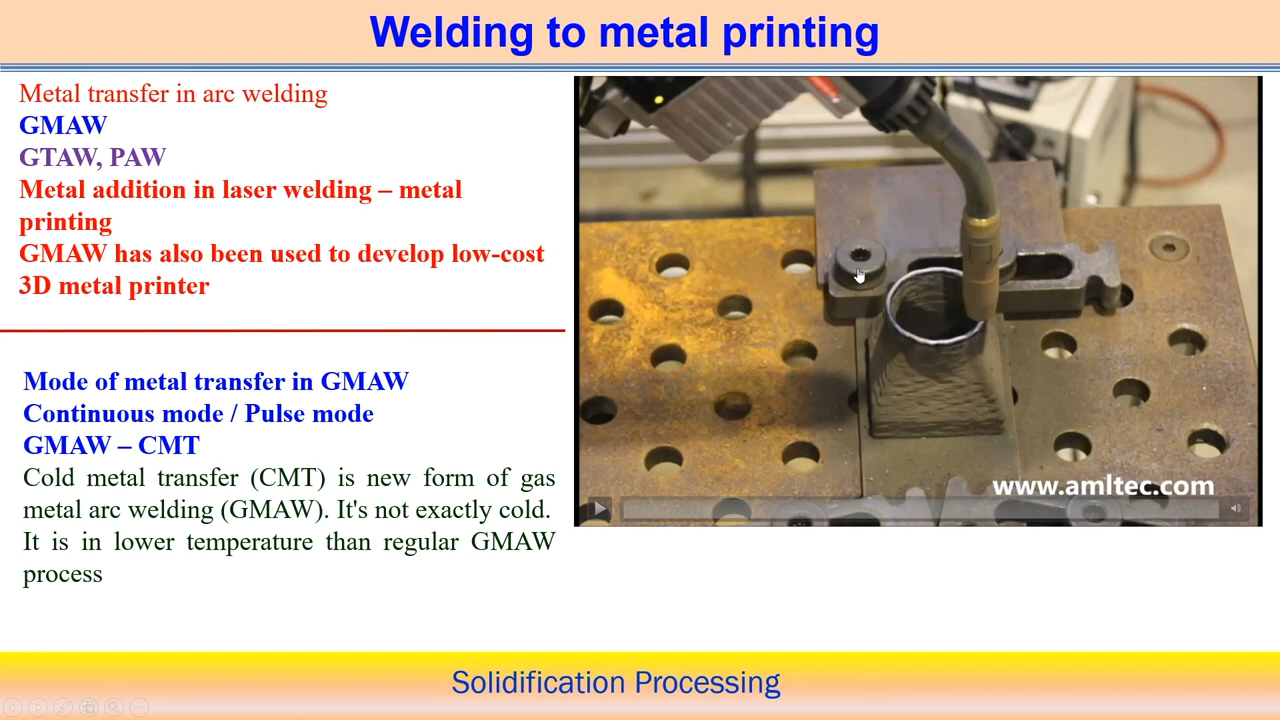 Welding to metal printing
Metal transfer in arc welding
GMAW
GTAW, PAW
Metal addition in laser welding – metal
printing
GMAW has also been used to develop low-cost
3D metal printer
Mode of metal transfer in GMAW
Continuous mode / Pulse mode
GMAW – CMT
Cold metal transfer (CMT) is new form of gas
metal arc welding (GMAW). It's not exactly cold.
It is in lower temperature than regular GMAW
process
www.amltec.com
Solidification Processing